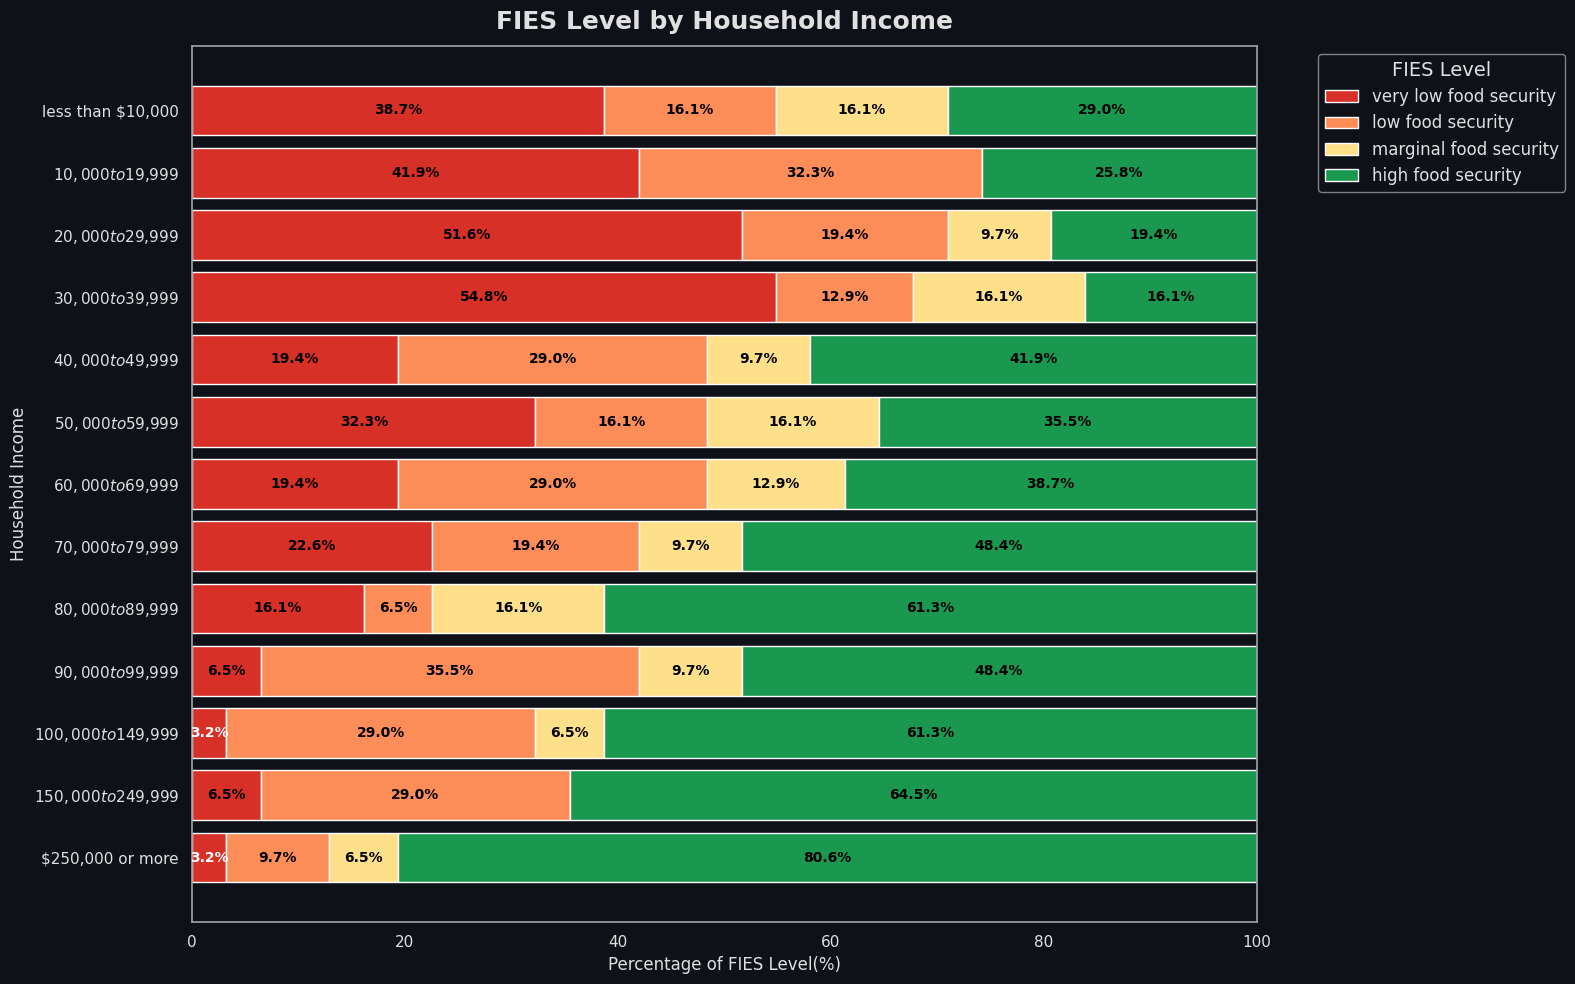 FIES Level by Household Income
FIES Level
very low food security
low food security
marginal food security
high food security
Household Income
less than $10,000 38.7% 16.1% 16.1% 29.0%
10,000to19,999 41.9% 32.3% 25.8%
20,000to29,999 51.6% 19.4% 9.7% 19.4%
30,000to39,999 54.8% 12.9% 16.1% 16.1%
40,000to49,999 19.4% 29.0% 9.7% 41.9%
50,000to59,999 32.3% 16.1% 16.1% 35.5%
60,000to69,999 19.4% 29.0% 12.9% 38.7%
70,000to79,999 22.6% 19.4% 9.7% 48.4%
80,000to89,999 16.1% 6.5% 16.1% 61.3%
90,000to99,999 6.5% 35.5% 9.7% 48.4%
100,000to149,999 3.2% 29.0% 6.5% 61.3%
150,000to249,999 6.5% 29.0% 64.5%
$250,000 or more 3.2% 9.7% 6.5% 80.6%
0 20 40 60 80 100
Percentage of FIES Level(%)